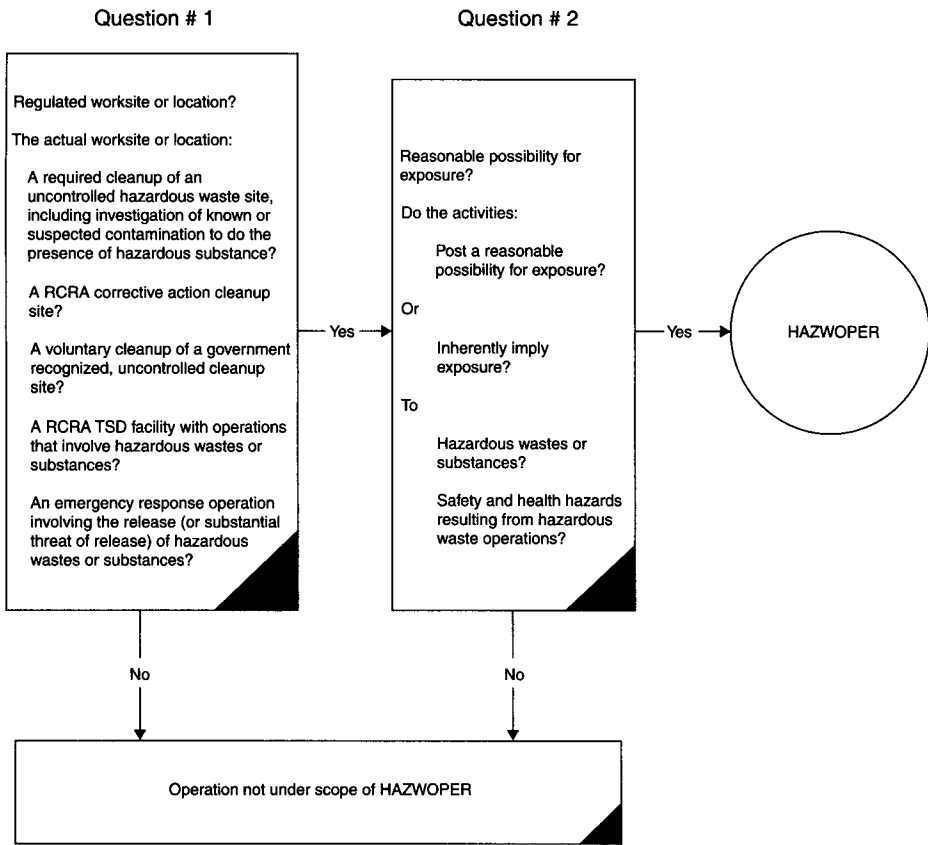 Question # 1
Regulated worksite or location?
The actual worksite or location:
A required cleanup of an
uncontrolled hazardous waste site,
including investigation of known or
suspected contamination to do the
presence of hazardous substance?
A RCRA corrective action cleanup
site?
A voluntary cleanup of a government
recognized, uncontrolled cleanup
site?
A RCRA TSD facility with operations
that involve hazardous wastes or
substances?
An emergency response operation
involving the release (or substantial
threat of release) of hazardous
wastes or substances?
Yes
No
Question # 2
Reasonable possibility for
exposure?
Do the activities:
Post a reasonable
possibility for exposure?
Or
Inherently imply
exposure?
To
Hazardous wastes or
substances?
Safety and health hazards
resulting from hazardous
waste operations?
Yes
No
HAZWOPER
Operation not under scope of HAZWOPER